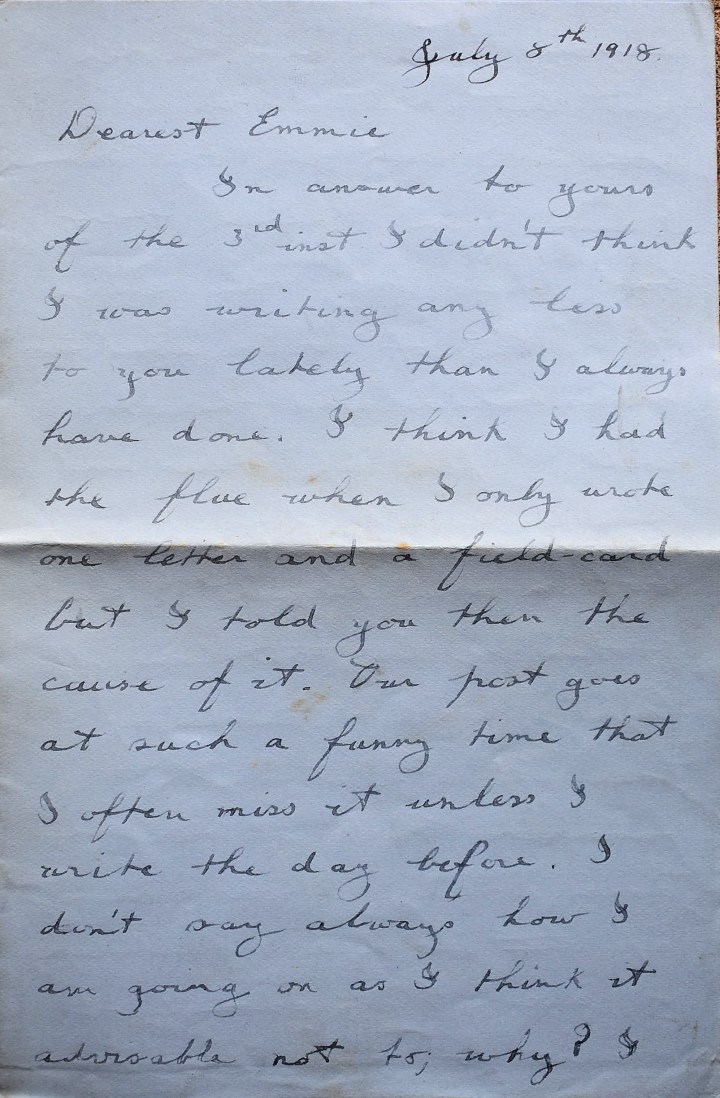 July 8th 1918.
Dearest Emmie
In answer to yours
of the 3rd inst I didn't think
I was writing any less
to you lately than I always
have done. I think I had
the flue when I only wrote
one letter and a field-card
but I told you then the
cause of it. Our post goes
at such a funny time that
I often miss it unless I
write the day before. I
don't say always how I
am going on as I think it
advisable not to; why? I